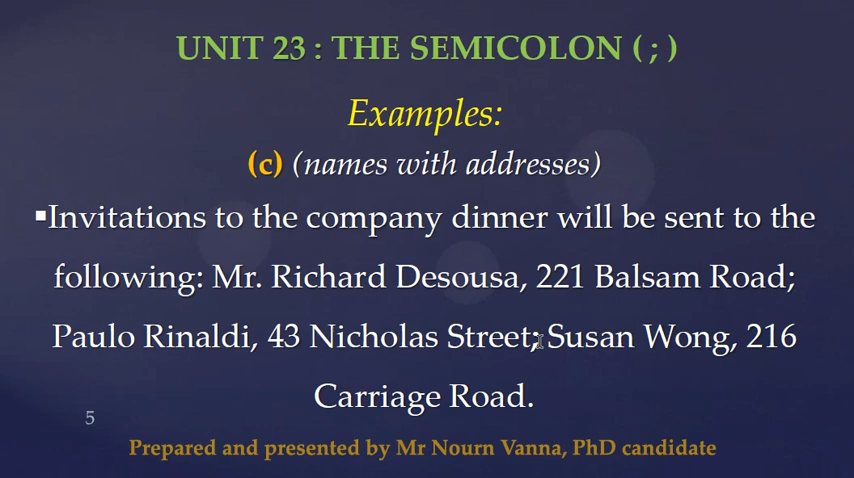 UNIT 23 : THE SEMICOLON ( ; )
Examples:
(c) (names with addresses)
▪Invitations to the company dinner will be sent to the
following: Mr. Richard Desousa, 221 Balsam Road;
Paulo Rinaldi, 43 Nicholas Street; Susan Wong, 216
Carriage Road.
5
Prepared and presented by Mr Nourn Vanna, PhD candidate